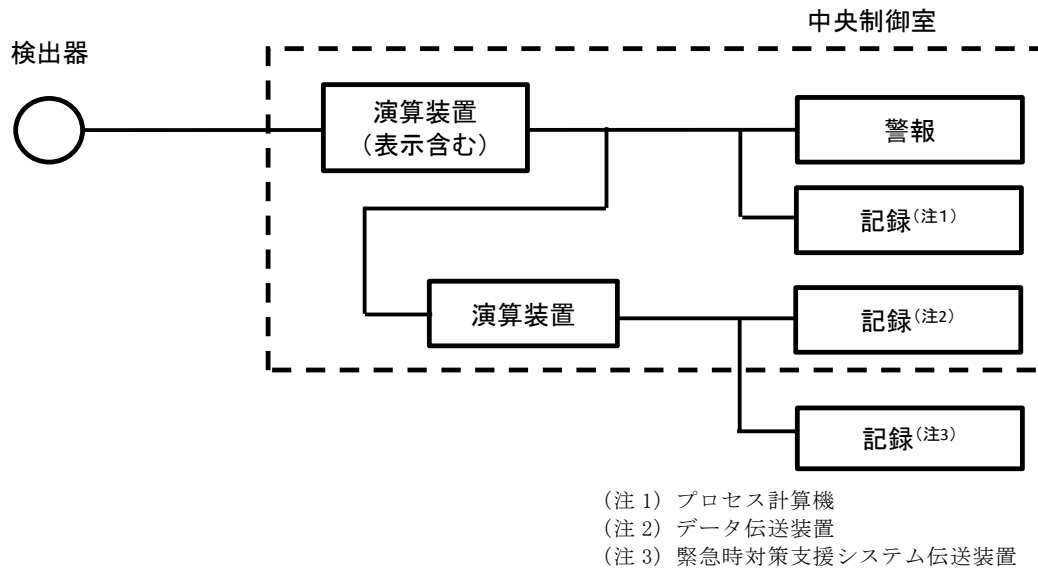 中央制御室
検出器
演算装置
（表示含む）
警報
記録(注1)
演算装置
記録(注2)
記録(注3)
(注 1) プロセス計算機
(注 2) データ伝送装置
(注 3) 緊急時対策支援システム伝送装置